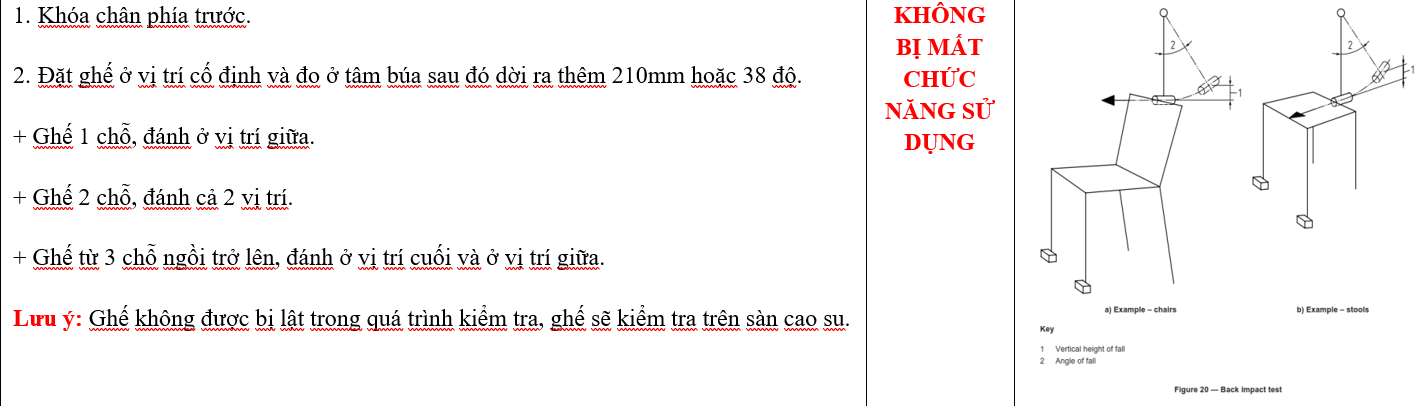 1. Khóa chân phía trước.
2. Đặt ghế ở vị trí cố định và đo ở tâm búa sau đó dời ra thêm 210mm hoặc 38 độ.
+ Ghế 1 chỗ, đánh ở vị trí giữa.
+ Ghế 2 chỗ, đánh cả 2 vị trí.
+ Ghế từ 3 chỗ ngồi trở lên, đánh ở vị trí cuối và ở vị trí giữa.
Lưu ý: Ghế không được bị lật trong quá trình kiểm tra, ghế sẽ kiểm tra trên sàn cao su.
KHÔNG
BỊ MẤT
CHỨC
NĂNG SỬ
DỤNG
2
1
2
1
a) Example – chairs
b) Example – stools
Key
1 Vertical height of fall
2 Angle of fall
Figure 20 — Back impact test